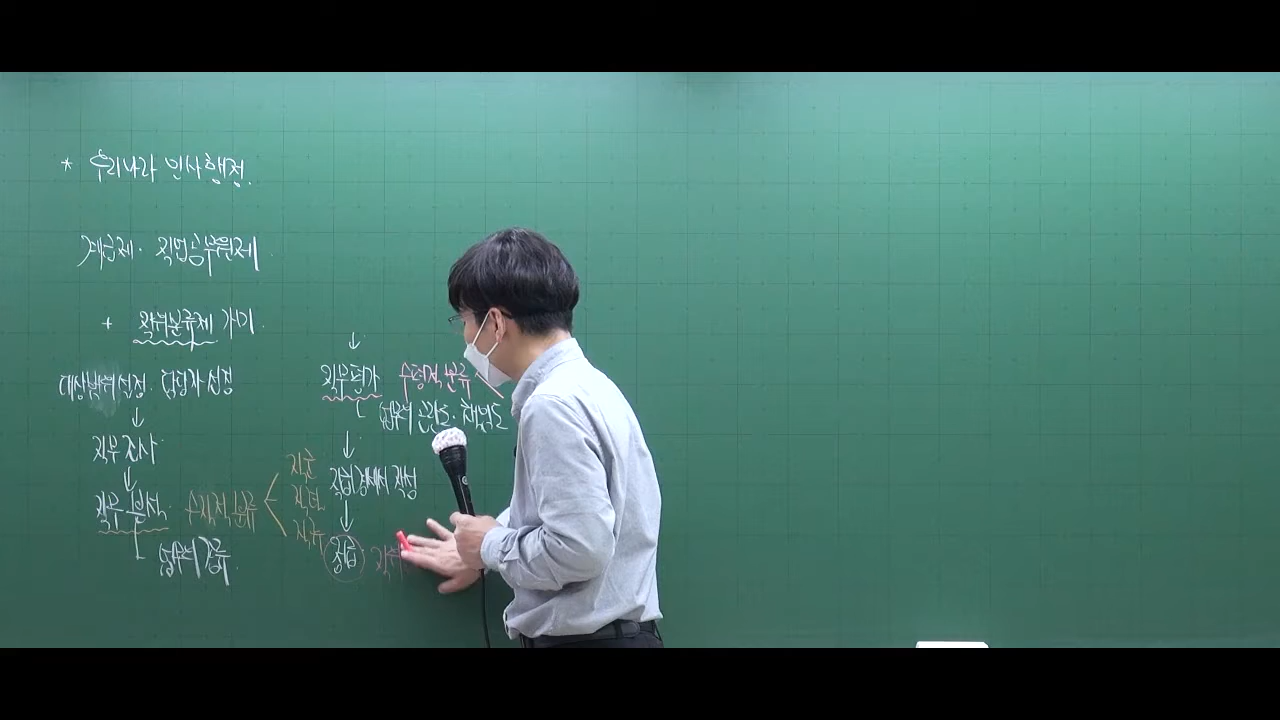 * 우리나라 인사행정.
계급제. 직업공무원제
+ 직위분류제 가미.
대상범위 선정. 담당자 선정
↓
직무 조사
↓
직무 분석. 수직적 분류 < 직군 직렬 직류
업무의 종류.
↓
직무평가 수평적 분류
업무의 곤란도. 책임도
↓
직급 명세서 작성
↓
정급